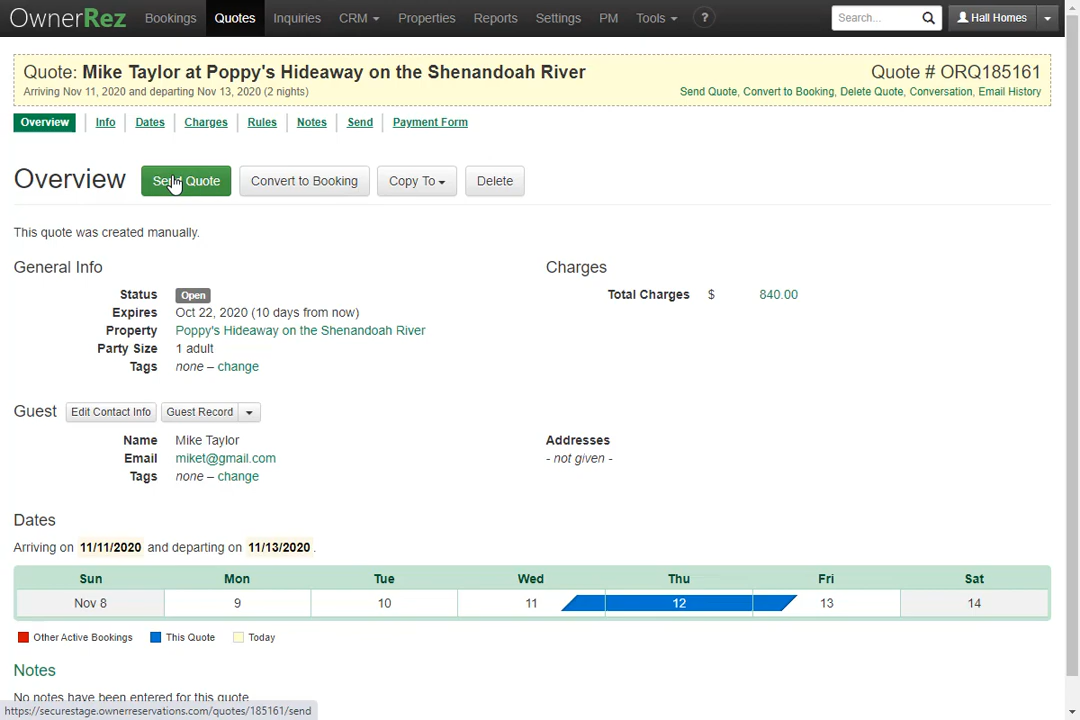 OwnerRez Bookings Quotes Inquiries CRM Properties Reports Settings PM Tools ? Search... Hall Homes
Quote: Mike Taylor at Poppy's Hideaway on the Shenandoah River Quote # ORQ185161
Arriving Nov 11, 2020 and departing Nov 13, 2020 (2 nights) Send Quote, Convert to Booking, Delete Quote, Conversation, Email History
Overview Info Dates Charges Rules Notes Send Payment Form
Overview Send Quote Convert to Booking Copy To Delete
This quote was created manually.
General Info Charges
Status Open Total Charges $ 840.00
Expires Oct 22, 2020 (10 days from now)
Property Poppy's Hideaway on the Shenandoah River
Party Size 1 adult
Tags none – change
Guest Edit Contact Info Guest Record
Name Mike Taylor Addresses
Email miket@gmail.com - not given -
Tags none – change
Dates
Arriving on 11/11/2020 and departing on 11/13/2020 .
Sun Mon Tue Wed Thu Fri Sat
Nov 8 9 10 11 12 13 14
Other Active Bookings This Quote Today
Notes
No notes have been entered for this quote
https://securestage.ownerreservations.com/quotes/185161/send